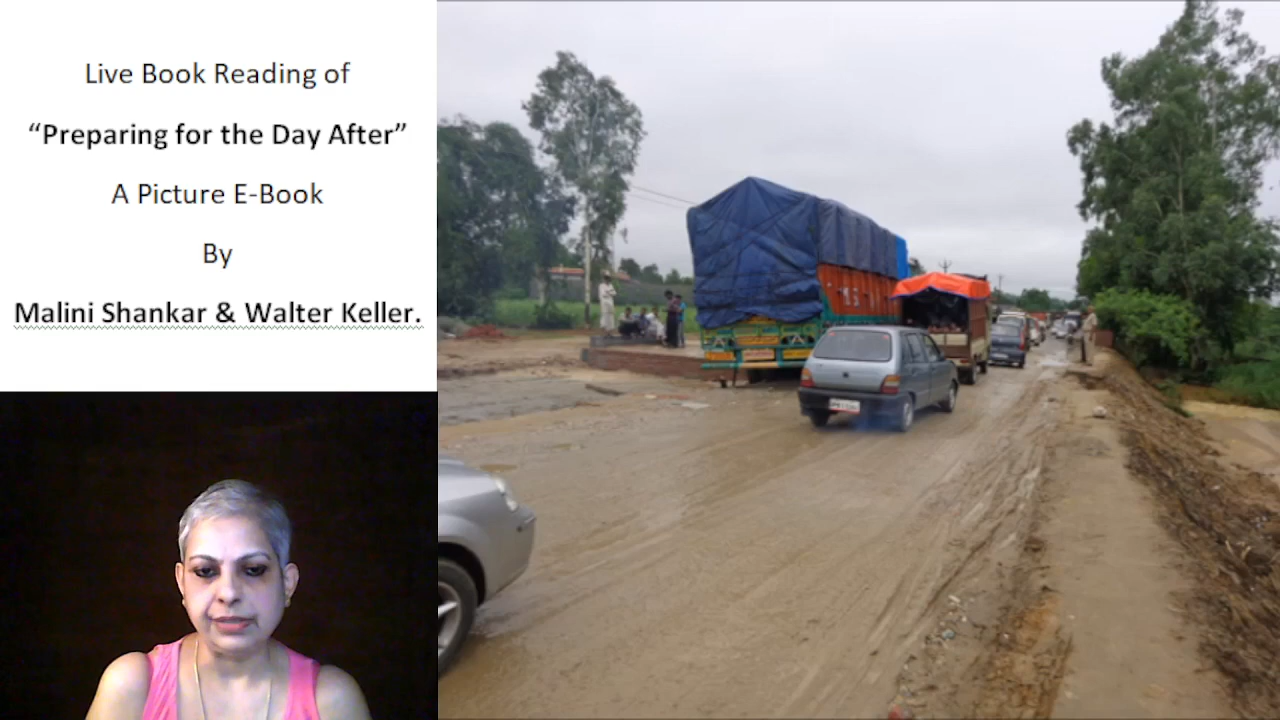 Live Book Reading of
“Preparing for the Day After”
A Picture E-Book
By
Malini Shankar & Walter Keller.